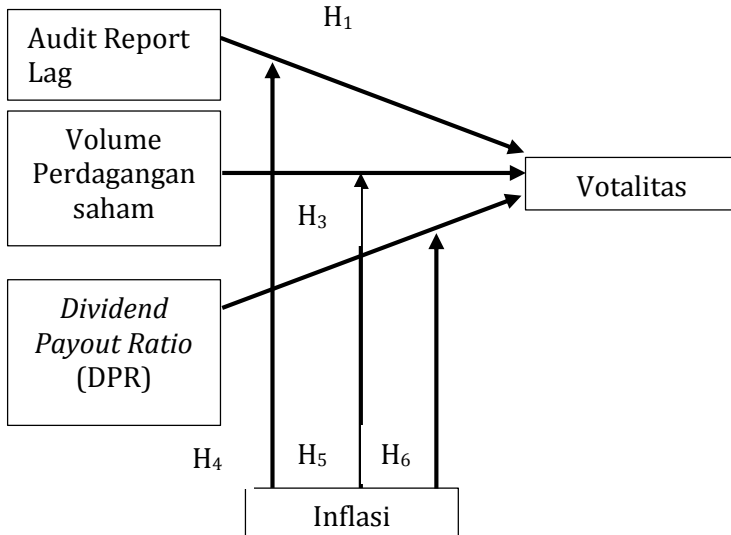 H₁
Audit Report
Lag
Volume
Perdagangan
saham
Votalitas
H₃
Dividend
Payout Ratio
(DPR)
H₄
H₅
H₆
Inflasi